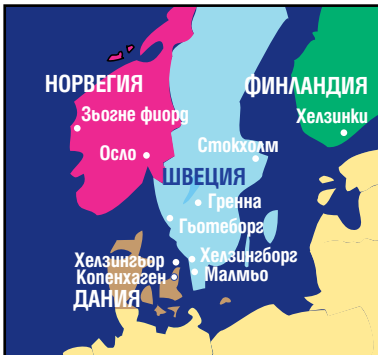 НОРВЕГИЯ
ФИНЛАНДИЯ
Зьогне фиорд
Хелзинки
Осло
Стокхолм
ШВЕЦИЯ
Гренна
Гьотеборг
Хелзингьор
Хелзингборг
Копенхаген
Малмьо
ДАНИЯ